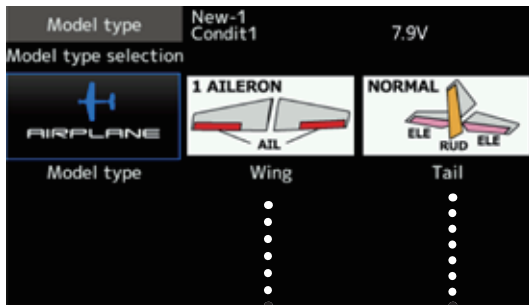 Model type
New-1
Condit1
7.9V
Model type selection
AIRPLANE
1 AILERON
AIL
NORMAL
ELE
RUD
ELE
Model type
Wing
Tail